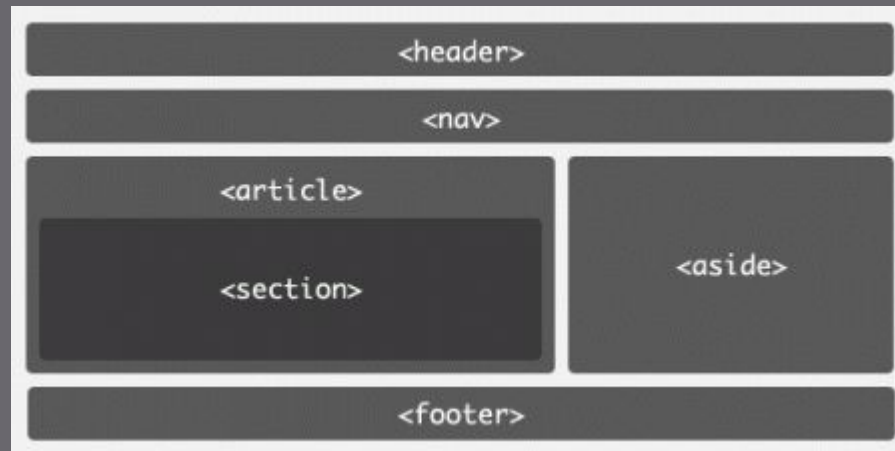 <header>
<nav>
<article>
<section>
<aside>
<footer>